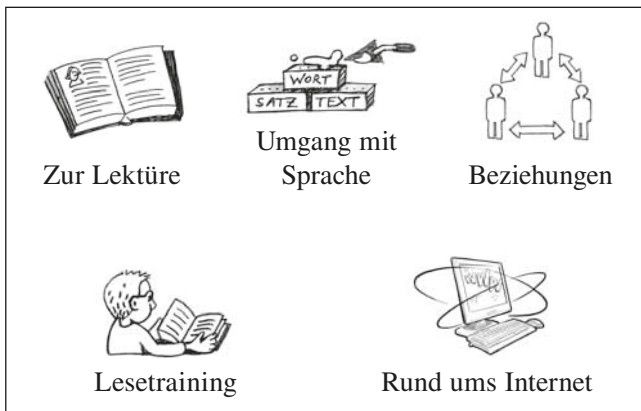 WORT
SATZ TEXT
Zur Lektüre
Umgang mit
Sprache
Beziehungen
Lesetraining
Rund ums Internet